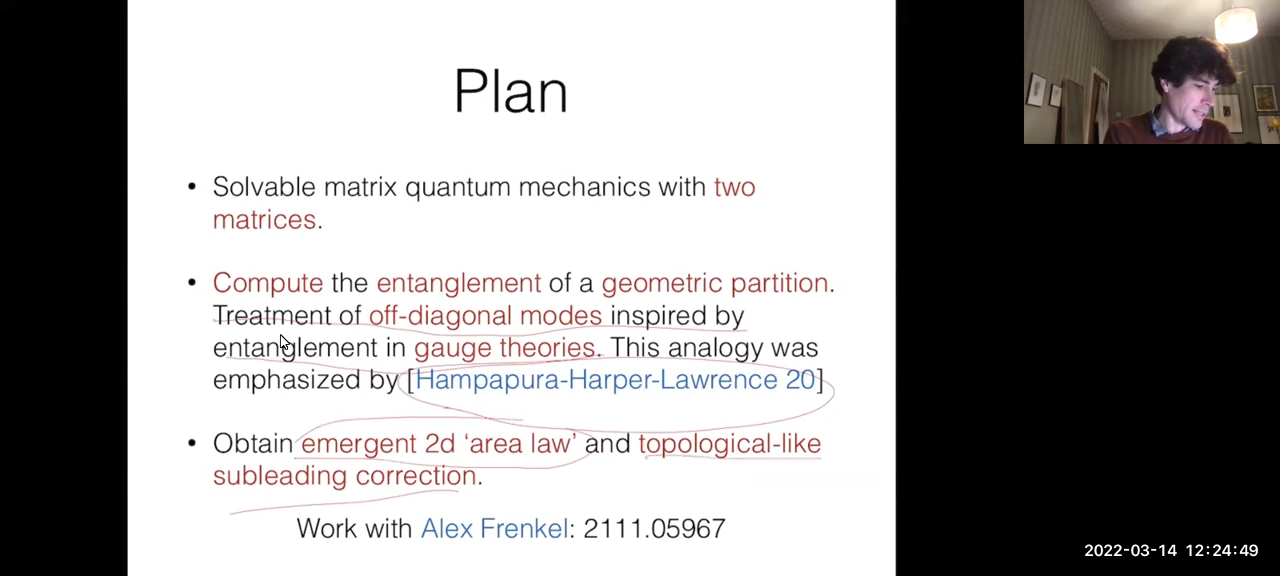 Plan
• Solvable matrix quantum mechanics with two
matrices.
• Compute the entanglement of a geometric partition.
Treatment of off-diagonal modes inspired by
entanglement in gauge theories. This analogy was
emphasized by [Hampapura-Harper-Lawrence 20]
• Obtain emergent 2d ‘area law’ and topological-like
subleading correction.
Work with Alex Frenkel: 2111.05967
2022-03-14 12:24:49